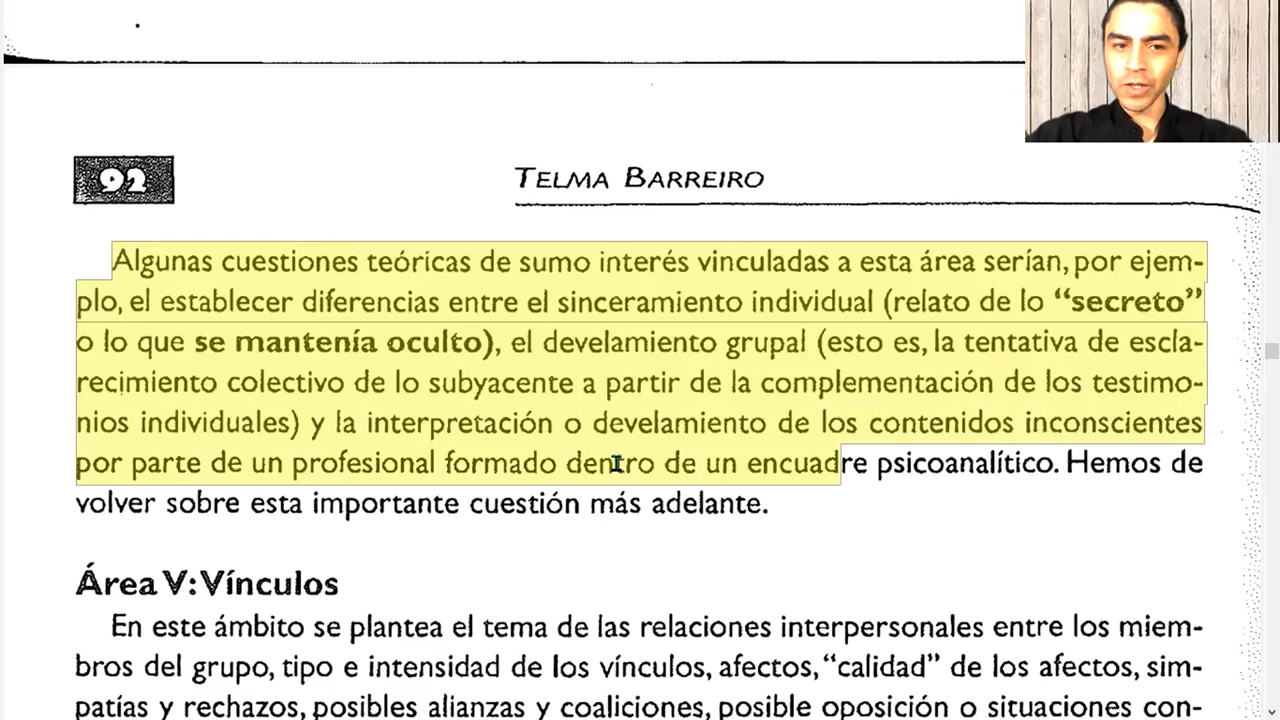 92
TELMA BARREIRO
Algunas cuestiones teóricas de sumo interés vinculadas a esta área serían, por ejem-
plo, el establecer diferencias entre el sinceramiento individual (relato de lo “secreto”
o lo que se mantenía oculto), el develamiento grupal (esto es, la tentativa de escla-
recimiento colectivo de lo subyacente a partir de la complementación de los testimo-
nios individuales) y la interpretación o develamiento de los contenidos inconscientes
por parte de un profesional formado dentro de un encuadre psicoanalítico. Hemos de
volver sobre esta importante cuestión más adelante.
Área V: Vínculos
En este ámbito se plantea el tema de las relaciones interpersonales entre los miem-
bros del grupo, tipo e intensidad de los vínculos, afectos, “calidad” de los afectos, sim-
patías y rechazos, posibles alianzas y coaliciones, posible oposición o situaciones con-